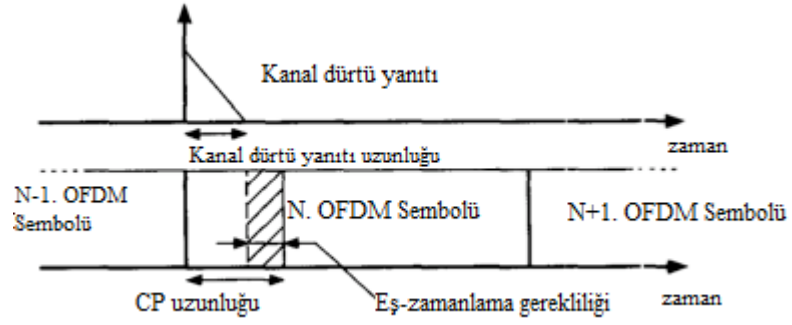 Kanal dürtü yanıtı
zaman
Kanal dürtü yanıtı uzunluğu
N-1. OFDM
Sembolü
N. OFDM Sembolü
N+1. OFDM Sembolü
CP uzunluğu
Eş-zamanlama gerekliliği
zaman